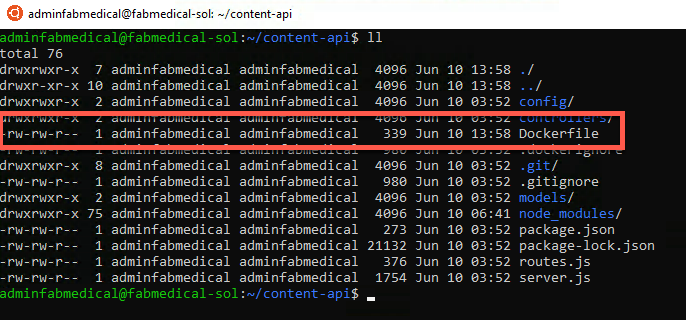 adminfabmedical@fabmedical-sol: ~/content-api
adminfabmedical@fabmedical-sol:~/content-api$ ll
total 76
drwxrwxr-x  7 adminfabmedical adminfabmedical  4096 Jun 10 13:58 ./
drwxr-xr-x 10 adminfabmedical adminfabmedical  4096 Jun 10 13:58 ../
drwxrwxr-x  2 adminfabmedical adminfabmedical  4096 Jun 10 03:52 config/
drwxrwxr-x  2 adminfabmedical adminfabmedical  4096 Jun 10 03:52 controllers/
-rw-rw-r--  1 adminfabmedical adminfabmedical   339 Jun 10 13:58 Dockerfile
-rw-rw-r--  1 adminfabmedical adminfabmedical   980 Jun 10 03:52 .dockerignore
drwxrwxr-x  8 adminfabmedical adminfabmedical  4096 Jun 10 03:52 .git/
-rw-rw-r--  1 adminfabmedical adminfabmedical   980 Jun 10 03:52 .gitignore
drwxrwxr-x  2 adminfabmedical adminfabmedical  4096 Jun 10 03:52 models/
drwxrwxr-x 75 adminfabmedical adminfabmedical  4096 Jun 10 06:41 node_modules/
-rw-rw-r--  1 adminfabmedical adminfabmedical   273 Jun 10 03:52 package.json
-rw-rw-r--  1 adminfabmedical adminfabmedical 21132 Jun 10 03:52 package-lock.json
-rw-rw-r--  1 adminfabmedical adminfabmedical   376 Jun 10 03:52 routes.js
-rw-rw-r--  1 adminfabmedical adminfabmedical  1754 Jun 10 03:52 server.js
adminfabmedical@fabmedical-sol:~/content-api$